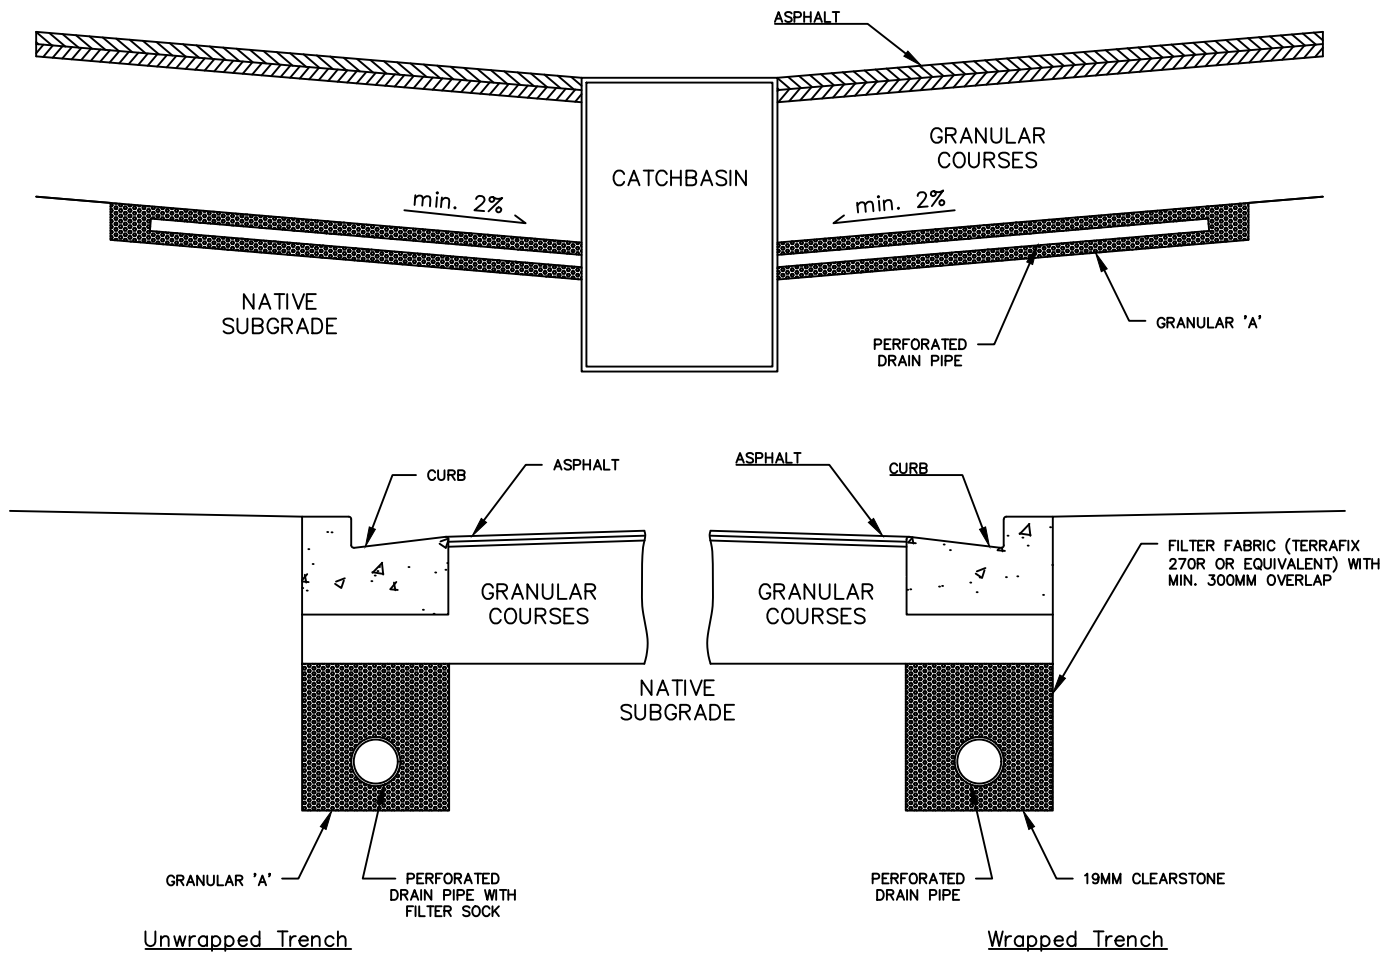 ASPHALT
GRANULAR
COURSES
CATCHBASIN
min. 2%
min. 2%
NATIVE
SUBGRADE
GRANULAR 'A'
PERFORATED
DRAIN PIPE
CURB
ASPHALT
ASPHALT
CURB
FILTER FABRIC (TERRAFIX
270R OR EQUIVALENT) WITH
MIN. 300MM OVERLAP
GRANULAR
COURSES
GRANULAR
COURSES
NATIVE
SUBGRADE
GRANULAR 'A'
PERFORATED
DRAIN PIPE WITH
FILTER SOCK
PERFORATED
DRAIN PIPE
19MM CLEARSTONE
Unwrapped Trench
Wrapped Trench